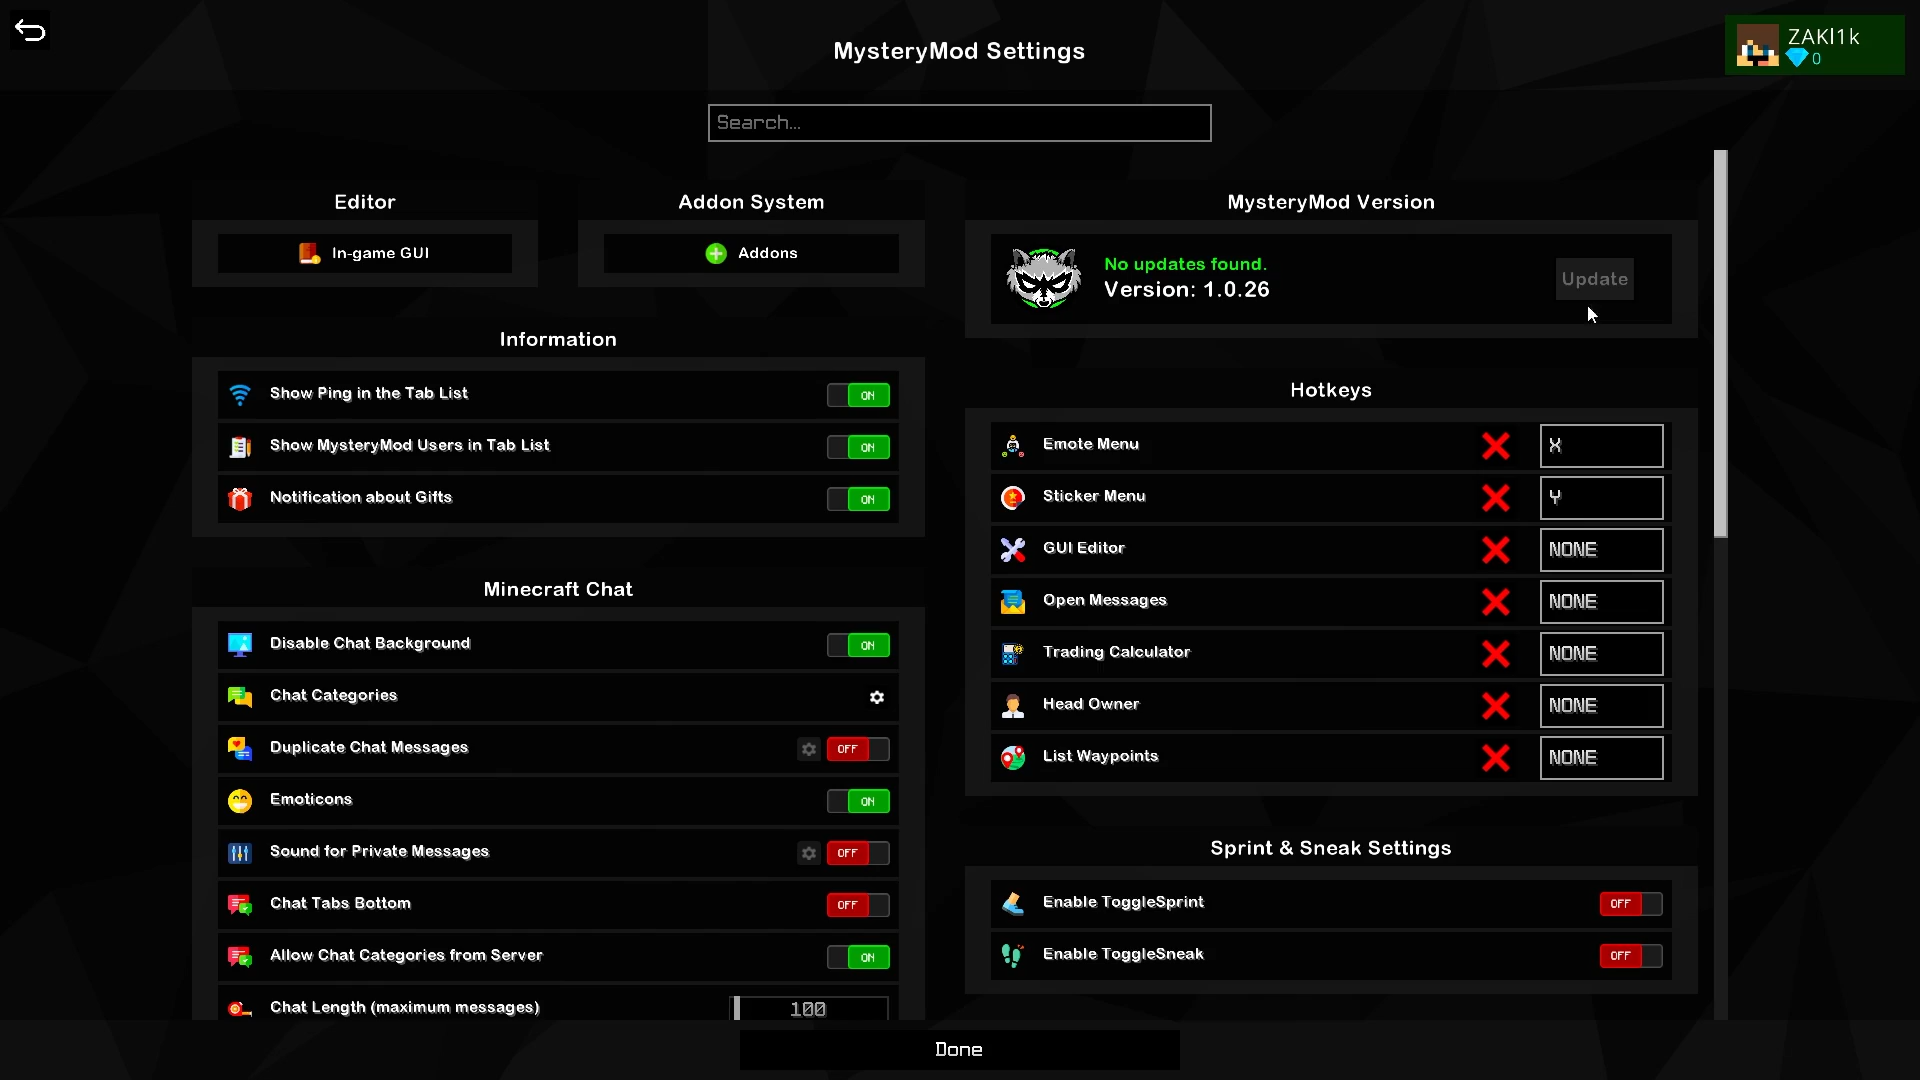 MysteryMod Settings
ZAKl1k
0
Search...
Editor
In-game GUI
Addon System
Addons
Information
Show Ping in the Tab List
ON
Show MysteryMod Users in Tab List
ON
Notification about Gifts
ON
Minecraft Chat
Disable Chat Background
ON
Chat Categories
Duplicate Chat Messages
OFF
Emoticons
ON
Sound for Private Messages
OFF
Chat Tabs Bottom
OFF
Allow Chat Categories from Server
ON
Chat Length (maximum messages)
100
MysteryMod Version
No updates found.
Version: 1.0.26
Update
Hotkeys
Emote Menu
X
Sticker Menu
Y
GUI Editor
NONE
Open Messages
NONE
Trading Calculator
NONE
Head Owner
NONE
List Waypoints
NONE
Sprint & Sneak Settings
Enable ToggleSprint
OFF
Enable ToggleSneak
OFF
Done